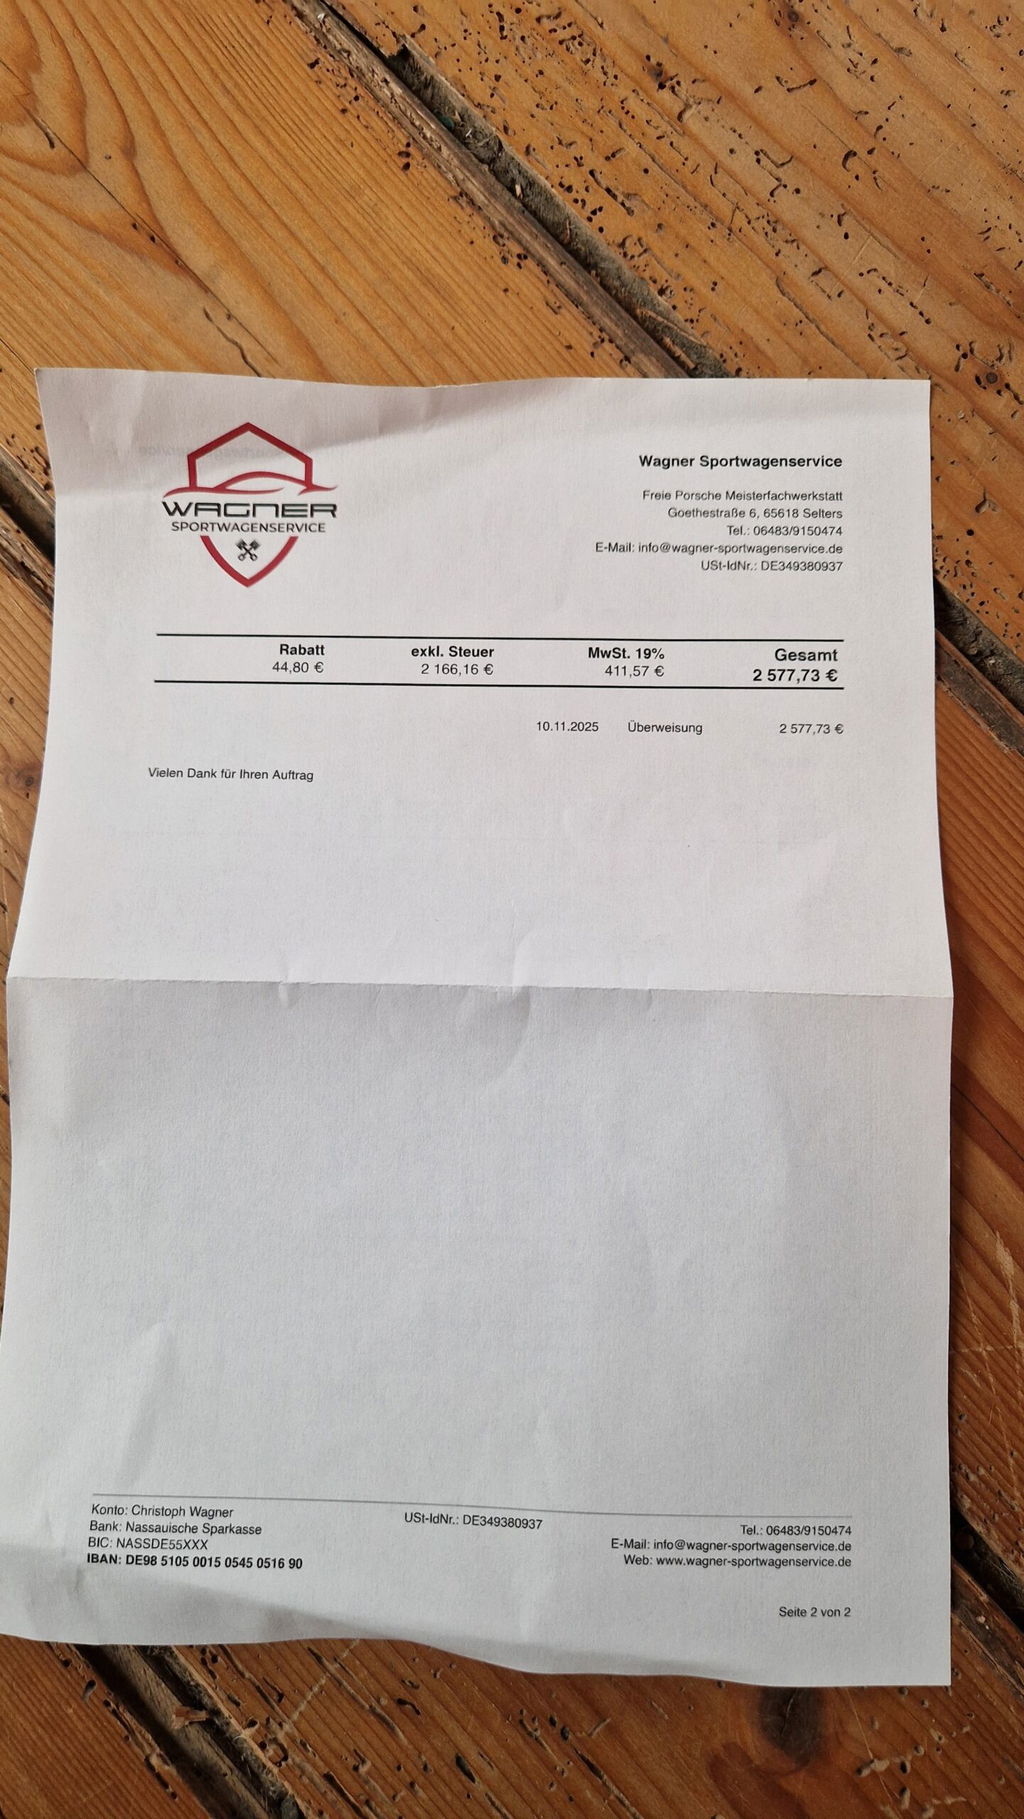 WAGNER
SPORTWAGENSERVICE
Wagner Sportwagenservice
Freie Porsche Meisterfachwerkstatt
Goethestraße 6, 65618 Selters
Tel.: 06483/9150474
E-Mail: info@wagner-sportwagenservice.de
USt-IdNr.: DE349380937
Rabatt exkl. Steuer MwSt. 19% Gesamt
44,80 € 2 166,16 € 411,57 € 2 577,73 €
10.11.2025 Überweisung 2 577,73 €
Vielen Dank für Ihren Auftrag
Konto: Christoph Wagner
Bank: Nassauische Sparkasse
BIC: NASSDE55XXX
IBAN: DE98 5105 0015 0545 0516 90
USt-IdNr.: DE349380937
Tel.: 06483/9150474
E-Mail: info@wagner-sportwagenservice.de
Web: www.wagner-sportwagenservice.de
Seite 2 von 2